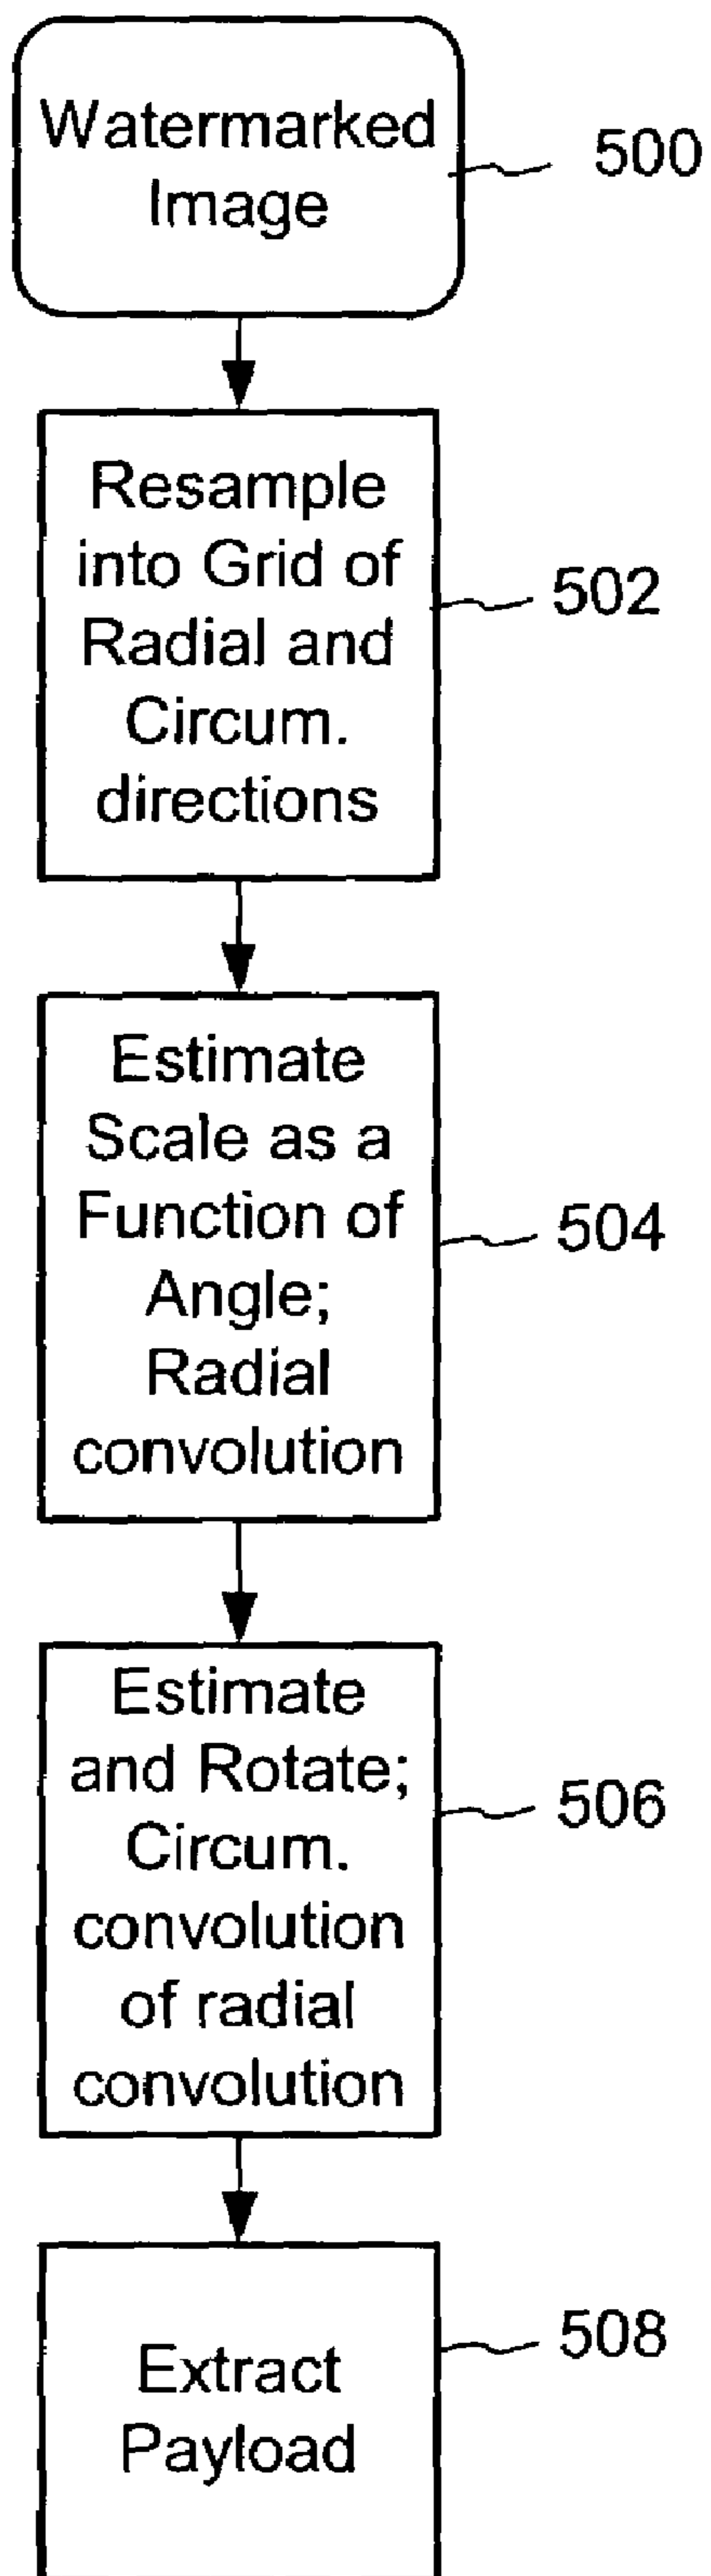 Watermarked
Image
500
Resample
into Grid of
Radial and
Circum.
directions
502
Estimate
Scale as a
Function of
Angle;
Radial
convolution
504
Estimate
and Rotate;
Circum.
convolution
of radial
convolution
506
Extract
Payload
508